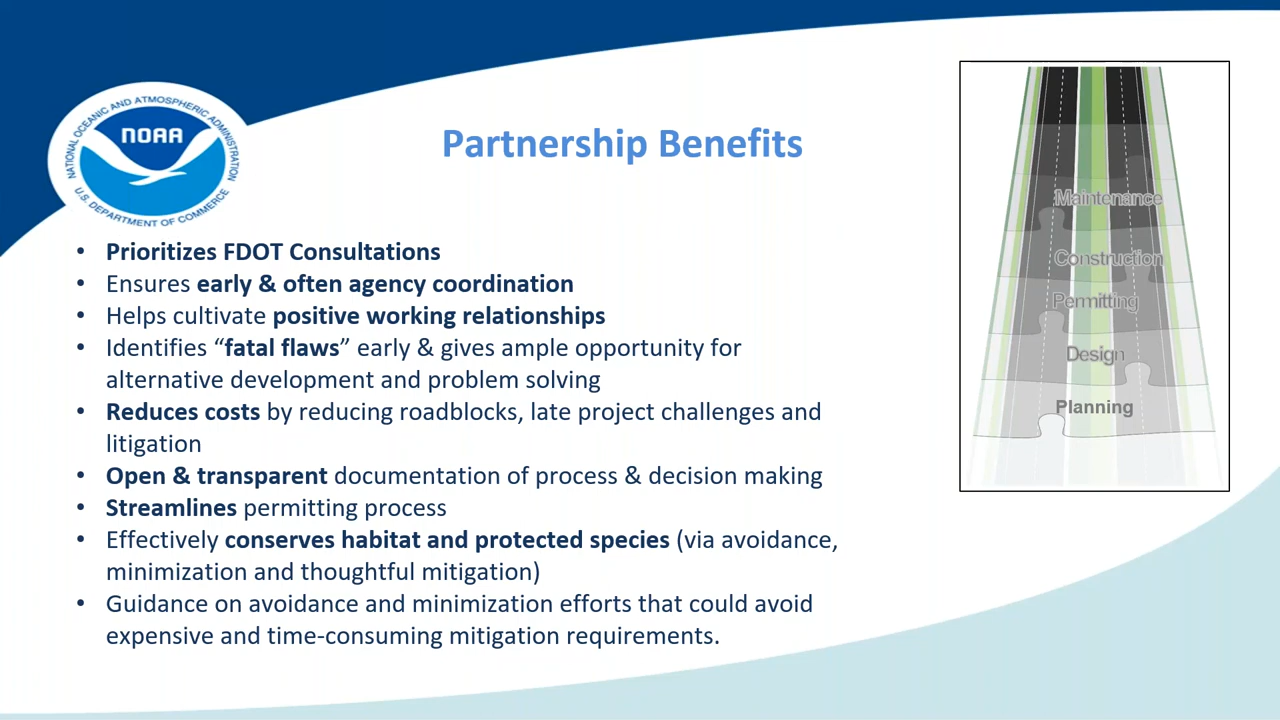 NATIONAL OCEANIC AND ATMOSPHERIC ADMINISTRATION
NOAA
U.S. DEPARTMENT OF COMMERCE
Partnership Benefits
• Prioritizes FDOT Consultations
• Ensures early & often agency coordination
• Helps cultivate positive working relationships
• Identifies “fatal flaws” early & gives ample opportunity for
alternative development and problem solving
• Reduces costs by reducing roadblocks, late project challenges and
litigation
• Open & transparent documentation of process & decision making
• Streamlines permitting process
• Effectively conserves habitat and protected species (via avoidance,
minimization and thoughtful mitigation)
• Guidance on avoidance and minimization efforts that could avoid
expensive and time-consuming mitigation requirements.
Maintenance
Construction
Permitting
Design
Planning